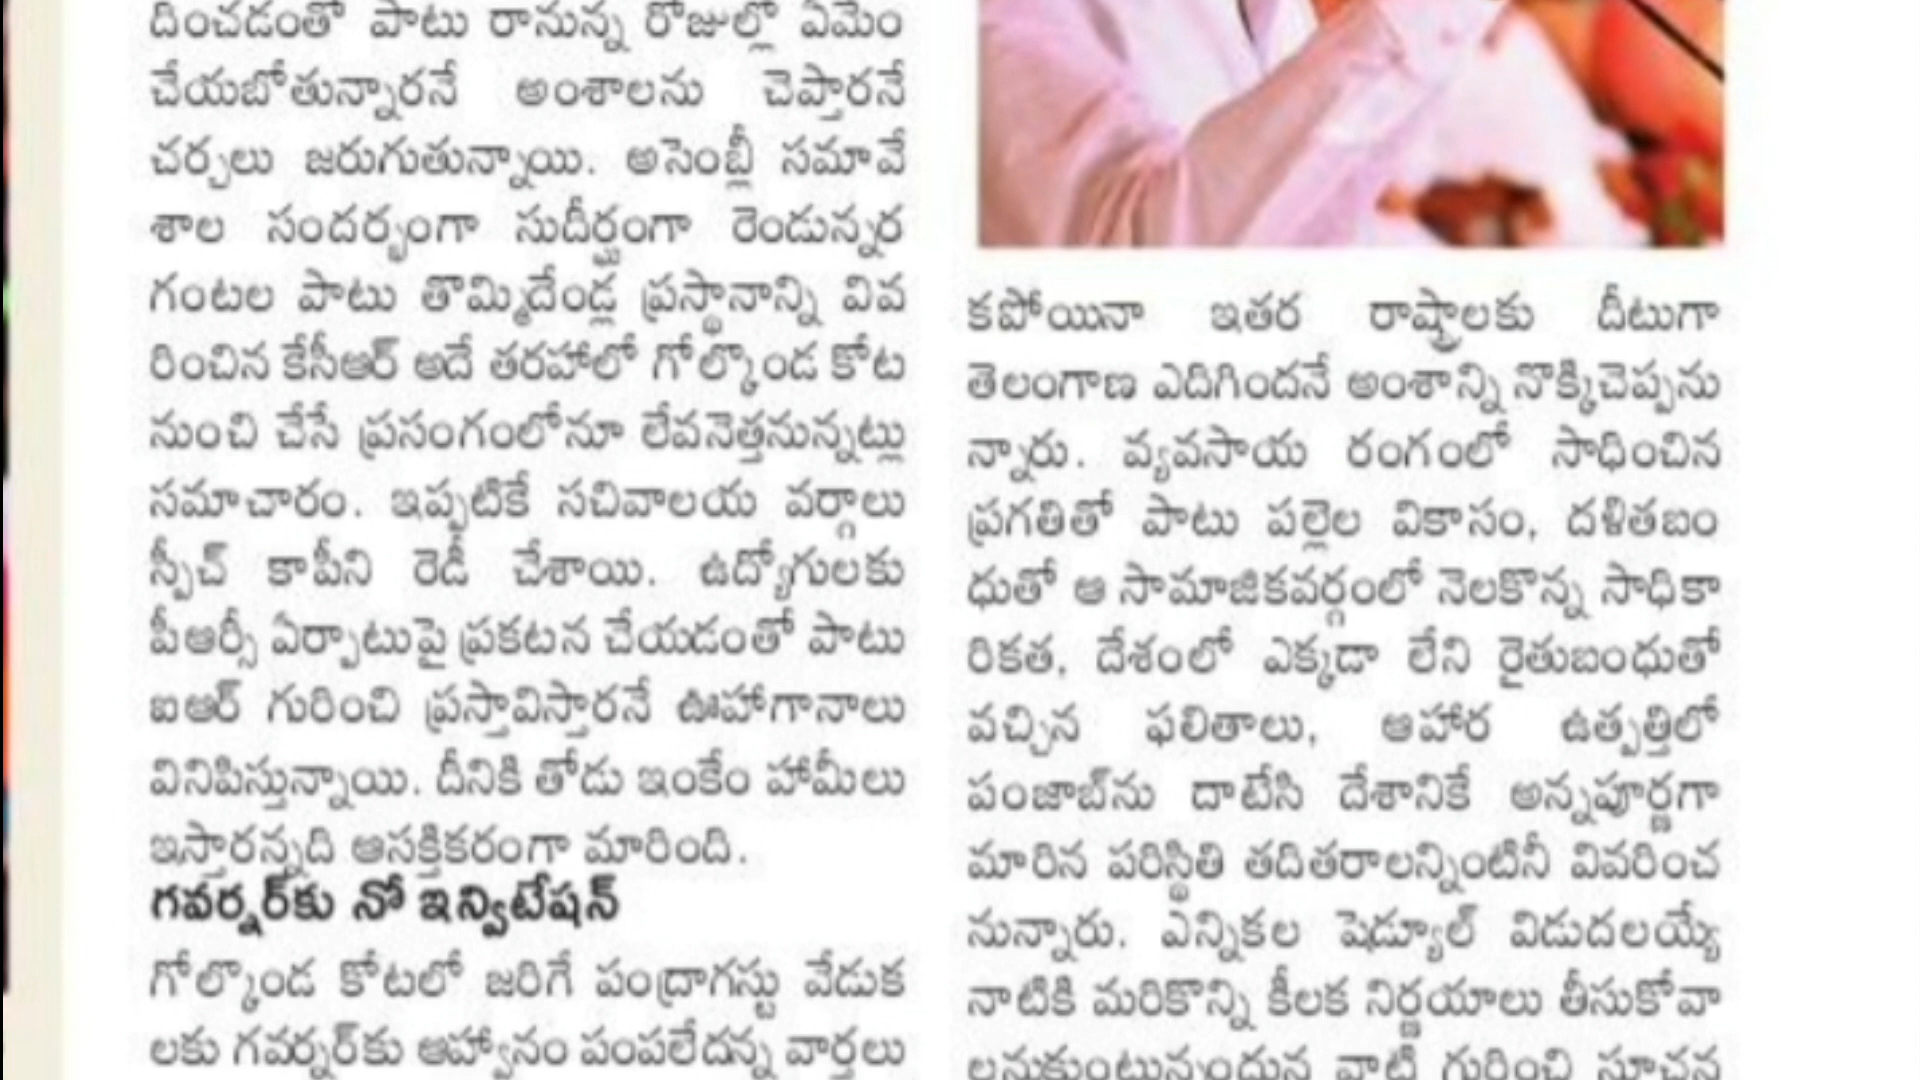 దించడంతో పాటు రానున్న రోజుల్లో ఏమేం
చేయబోతున్నారనే అంశాలను చెప్తారనే
చర్చలు జరుగుతున్నాయి. అసెంబ్లీ సమావే
శాల సందర్భంగా సుదీర్ఘంగా రెండున్నర
గంటల పాటు తొమ్మిదేండ్ల ప్రస్థానాన్ని వివ
రించిన కేసీఆర్ అదే తరహాలో గోల్కొండ కోట
నుంచి చేసే ప్రసంగంలోనూ లేవనెత్తనున్నట్లు
సమాచారం. ఇప్పటికే సచివాలయ వర్గాలు
స్పీచ్ కాపీని రెడీ చేశాయి. ఉద్యోగులకు
పీఆర్సీ ఏర్పాటుపై ప్రకటన చేయడంతో పాటు
ఐఆర్ గురించి ప్రస్తావిస్తారనే ఊహాగానాలు
వినిపిస్తున్నాయి. దీనికి తోడు ఇంకేం హామీలు
ఇస్తారన్నది ఆసక్తికరంగా మారింది.
గవర్నర్‌కు నో ఇన్విటేషన్
గోల్కొండ కోటలో జరిగే పంద్రాగస్టు వేడుక
లకు గవర్నర్‌కు ఆహ్వానం పంపలేదన్న వార్తలు
కపోయినా ఇతర రాష్ట్రాలకు దీటుగా
తెలంగాణ ఎదిగిందనే అంశాన్ని నొక్కిచెప్పను
న్నారు. వ్యవసాయ రంగంలో సాధించిన
ప్రగతితో పాటు పల్లెల వికాసం, దళితబం
ధుతో ఆ సామాజికవర్గంలో నెలకొన్న సాధికా
రికత, దేశంలో ఎక్కడా లేని రైతుబంధుతో
వచ్చిన ఫలితాలు, ఆహార ఉత్పత్తిలో
పంజాబ్‌ను దాటేసి దేశానికే అన్నపూర్ణగా
మారిన పరిస్థితి తదితరాలన్నింటినీ వివరించ
నున్నారు. ఎన్నికల షెడ్యూల్ విడుదలయ్యే
నాటికి మరికొన్ని కీలక నిర్ణయాలు తీసుకోవా
లనుకుంటున్నందున వాటి గురించి సూచన